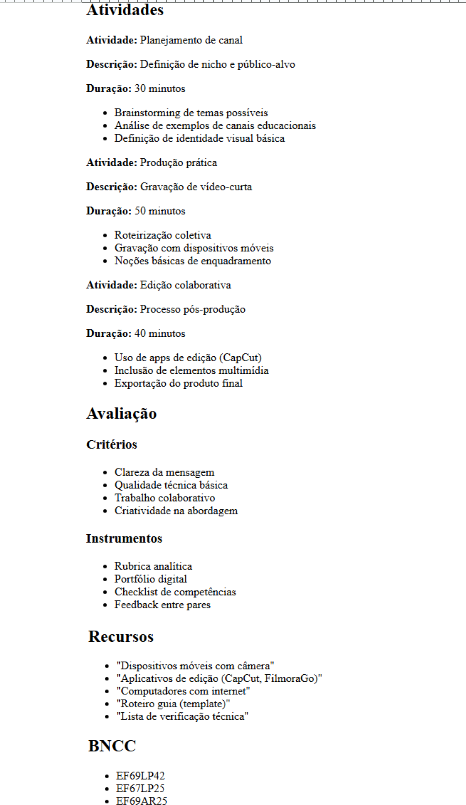 Atividades
Atividade: Planejamento de canal
Descrição: Definição de nicho e público-alvo
Duração: 30 minutos
Brainstorming de temas possíveis
Análise de exemplos de canais educacionais
Definição de identidade visual básica
Atividade: Produção prática
Descrição: Gravação de vídeo-curta
Duração: 50 minutos
Roteirização coletiva
Gravação com dispositivos móveis
Noções básicas de enquadramento
Atividade: Edição colaborativa
Descrição: Processo pós-produção
Duração: 40 minutos
Uso de apps de edição (CapCut)
Inclusão de elementos multimídia
Exportação do produto final
Avaliação
Critérios
Clareza da mensagem
Qualidade técnica básica
Trabalho colaborativo
Criatividade na abordagem
Instrumentos
Rubrica analítica
Portfólio digital
Checklist de competências
Feedback entre pares
Recursos
"Dispositivos móveis com câmera"
"Aplicativos de edição (CapCut, FilmoraGo)"
"Computadores com internet"
"Roteiro guia (template)"
"Lista de verificação técnica"
BNCC
EF69LP42
EF67LP25
EF69AR25